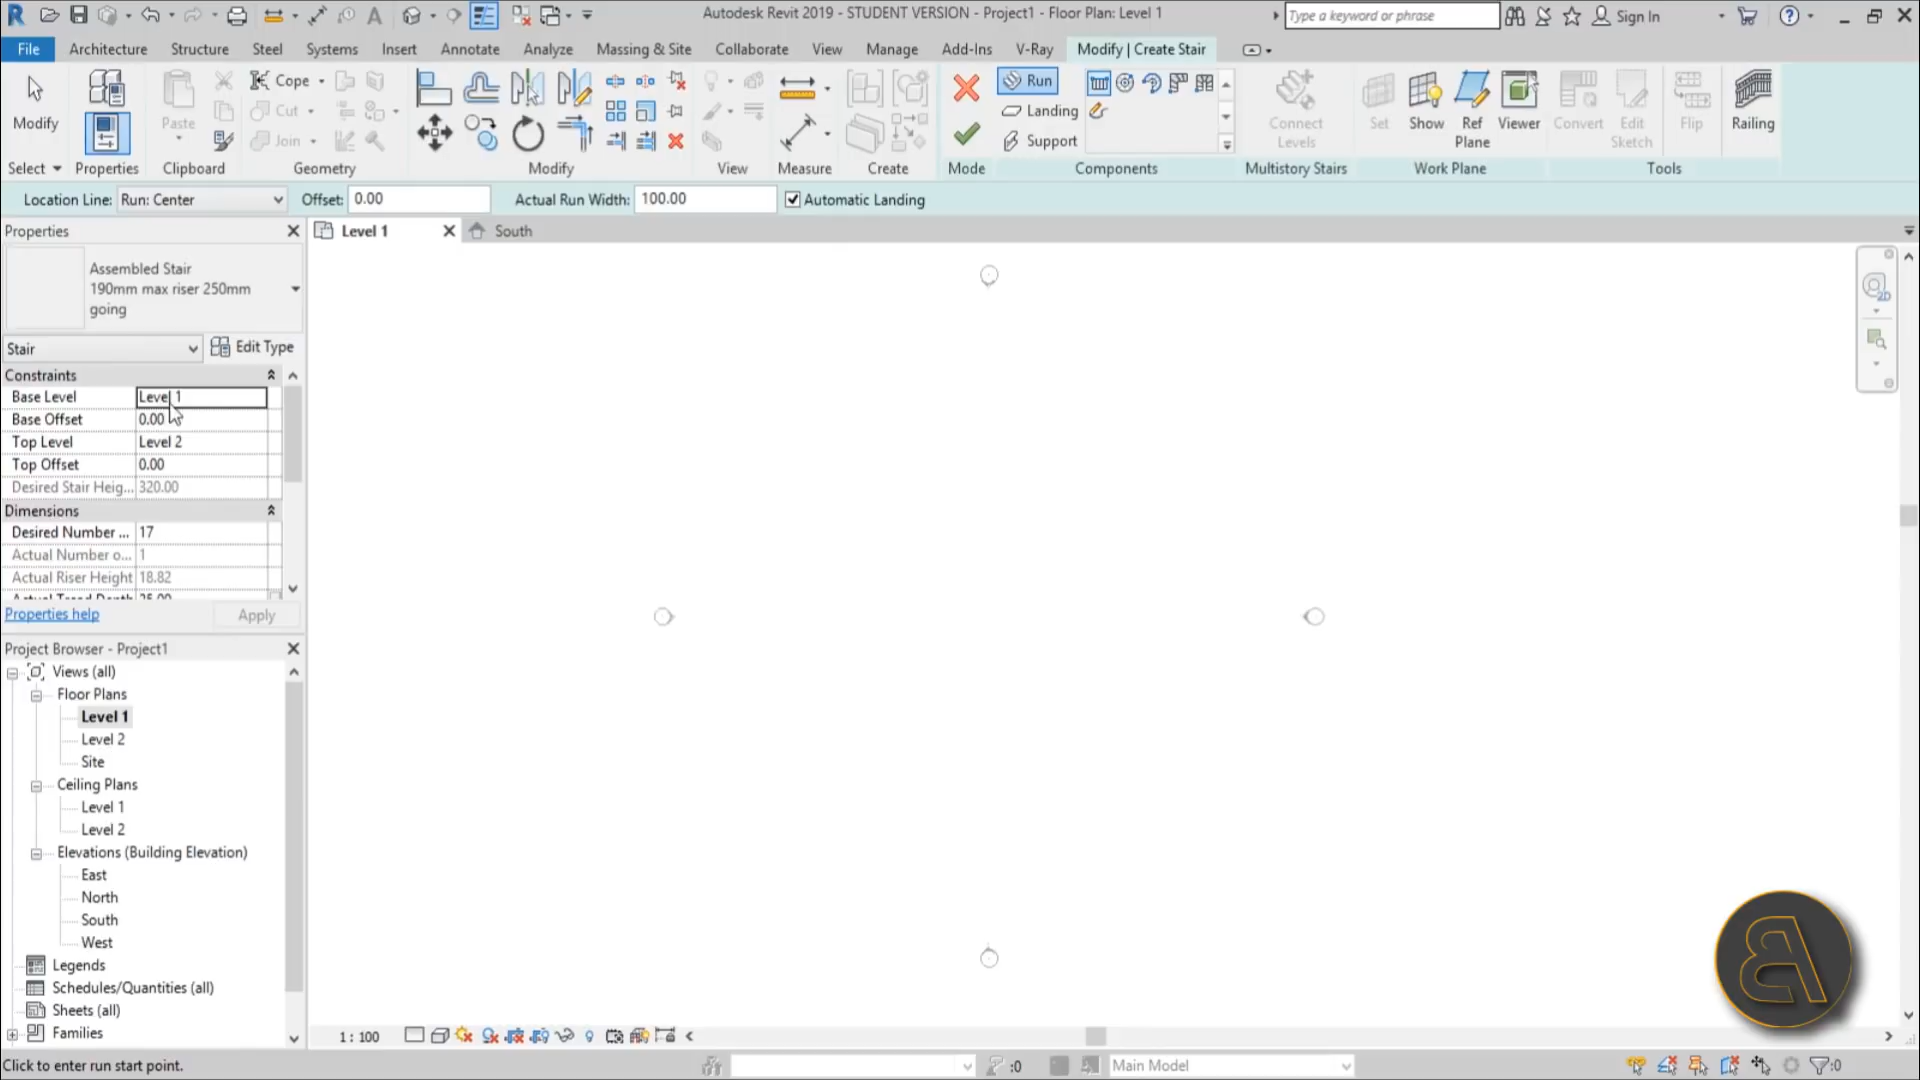 Autodesk Revit 2019 - STUDENT VERSION - Project1 - Floor Plan: Level 1
Type a keyword or phrase
Sign In
File Architecture Structure Steel Systems Insert Annotate Analyze Massing & Site Collaborate View Manage Add-Ins V-Ray Modify | Create Stair
Modify
Paste
Cope
Cut
Join
Run
Landing
Support
Connect
Levels
Set
Show
Ref
Plane
Viewer
Convert
Edit
Sketch
Flip
Railing
Select Properties Clipboard Geometry Modify View Measure Create Mode Components Multistory Stairs Work Plane Tools
Location Line: Run: Center Offset: 0.00 Actual Run Width: 100.00 Automatic Landing
Properties
Level 1 South
Assembled Stair
190mm max riser 250mm
going
Stair Edit Type
Constraints
Base Level Level 1
Base Offset 0.00
Top Level Level 2
Top Offset 0.00
Desired Stair Heig... 320.00
Dimensions
Desired Number ... 17
Actual Number o... 1
Actual Riser Height 18.82
Actual Tread Depth 25.00
Properties help Apply
Project Browser - Project1
Views (all)
Floor Plans
Level 1
Level 2
Site
Ceiling Plans
Level 1
Level 2
Elevations (Building Elevation)
East
North
South
West
Legends
Schedules/Quantities (all)
Sheets (all)
Families
1 : 100
Click to enter run start point.
:0
Main Model
:0
2D